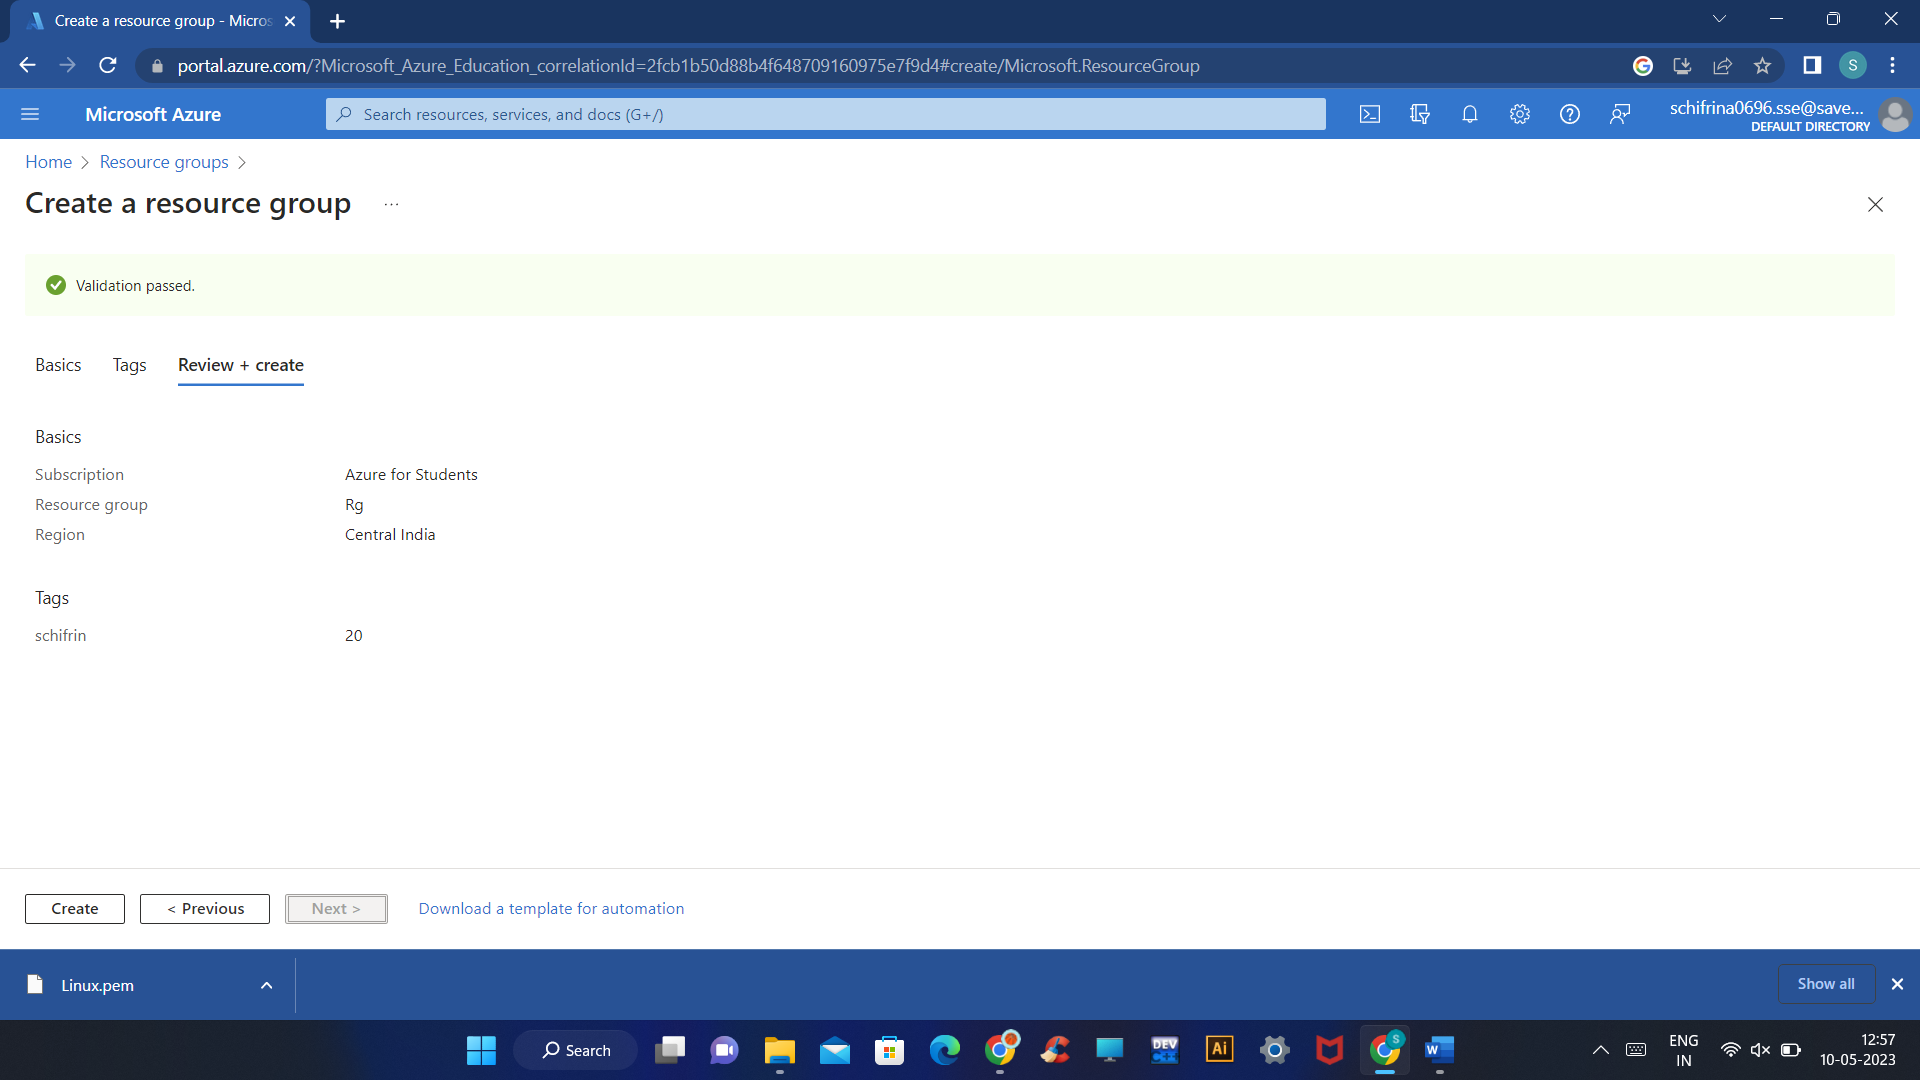 Create a resource group - Micros
portal.azure.com/?Microsoft_Azure_Education_correlationId=2fcb1b50d88b4f648709160975e7f9d4#create/Microsoft.ResourceGroup
S
Microsoft Azure
Search resources, services, and docs (G+/)
schifrina0696.sse@save...
DEFAULT DIRECTORY
Home > Resource groups >
Create a resource group ...
Validation passed.
Basics Tags Review + create
Basics
Subscription Azure for Students
Resource group Rg
Region Central India
Tags
schifrin 20
Create < Previous Next > Download a template for automation
Linux.pem Show all
Search DEV C++ Ai S W ENG IN 12:57
10-05-2023